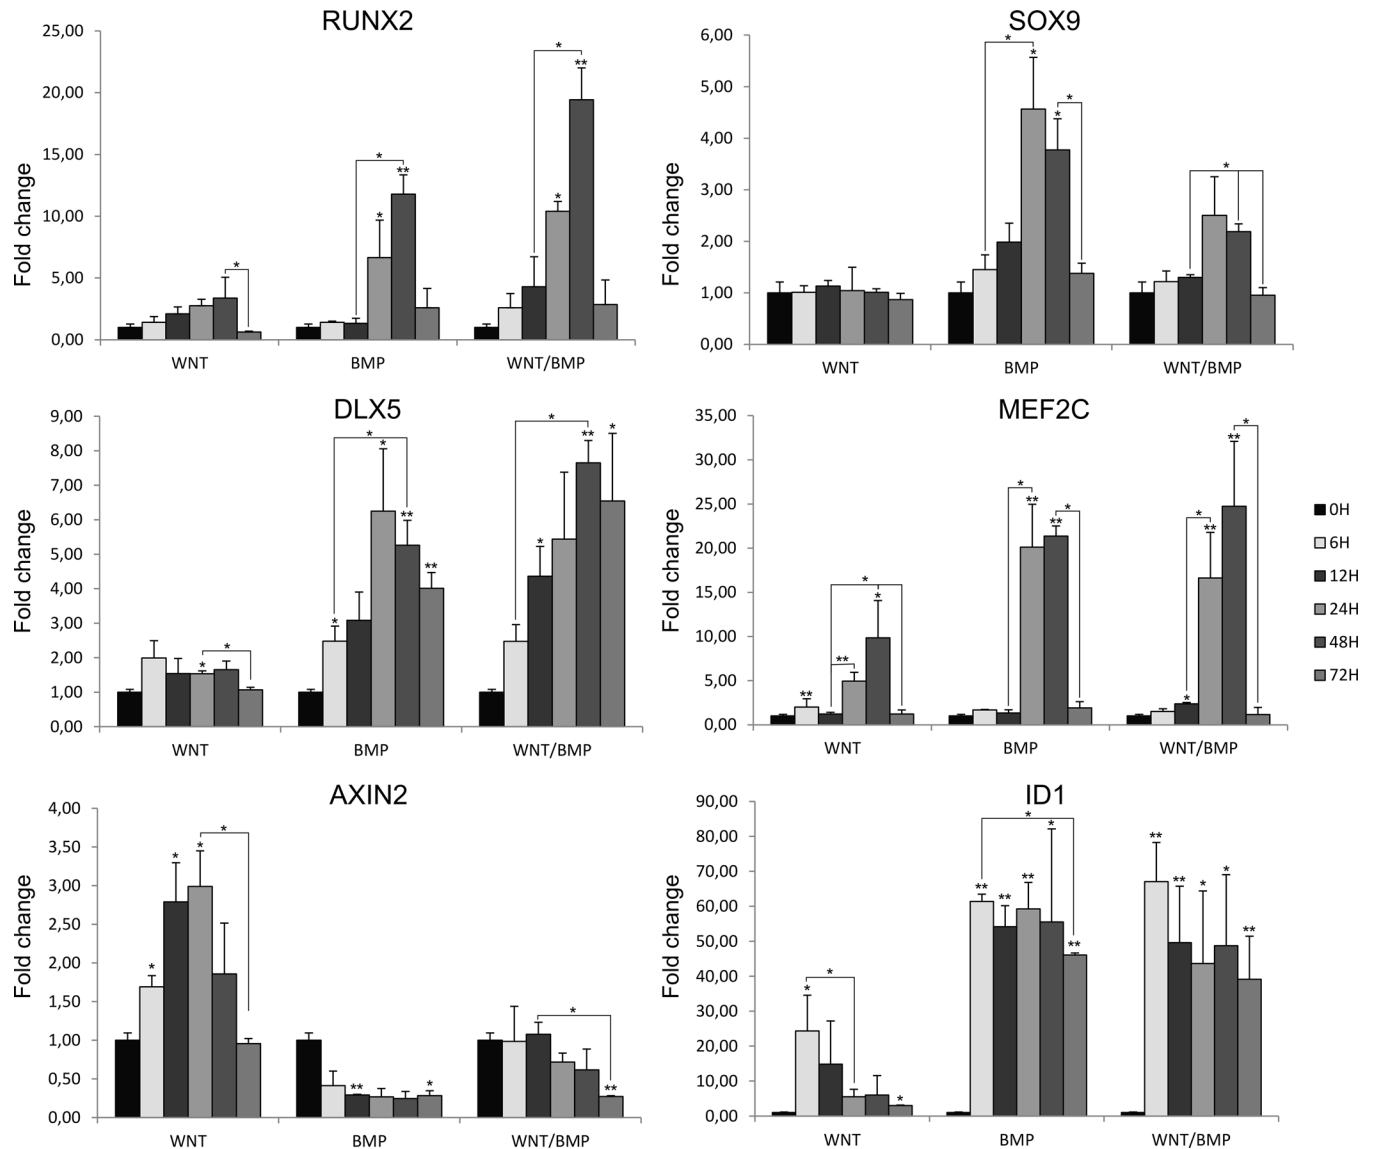 RUNX2
25,00
20,00
15,00
10,00
5,00
0,00
Fold change
* * ** * * ** *
WNT BMP WNT/BMP
SOX9
6,00
5,00
4,00
3,00
2,00
1,00
0,00
Fold change
* * * * *
WNT BMP WNT/BMP
DLX5
9,00
8,00
7,00
6,00
5,00
4,00
3,00
2,00
1,00
0,00
Fold change
* * * * * ** ** * * ** *
WNT BMP WNT/BMP
MEF2C
35,00
30,00
25,00
20,00
15,00
10,00
5,00
0,00
Fold change
** ** * * * ** ** * * * ** ** *
WNT BMP WNT/BMP
0H
6H
12H
24H
48H
72H
AXIN2
4,00
3,50
3,00
2,50
2,00
1,50
1,00
0,50
0,00
Fold change
* * * * ** * * **
WNT BMP WNT/BMP
ID1
90,00
80,00
70,00
60,00
50,00
40,00
30,00
20,00
10,00
0,00
Fold change
* * * ** ** ** * * ** ** ** * * **
WNT BMP WNT/BMP